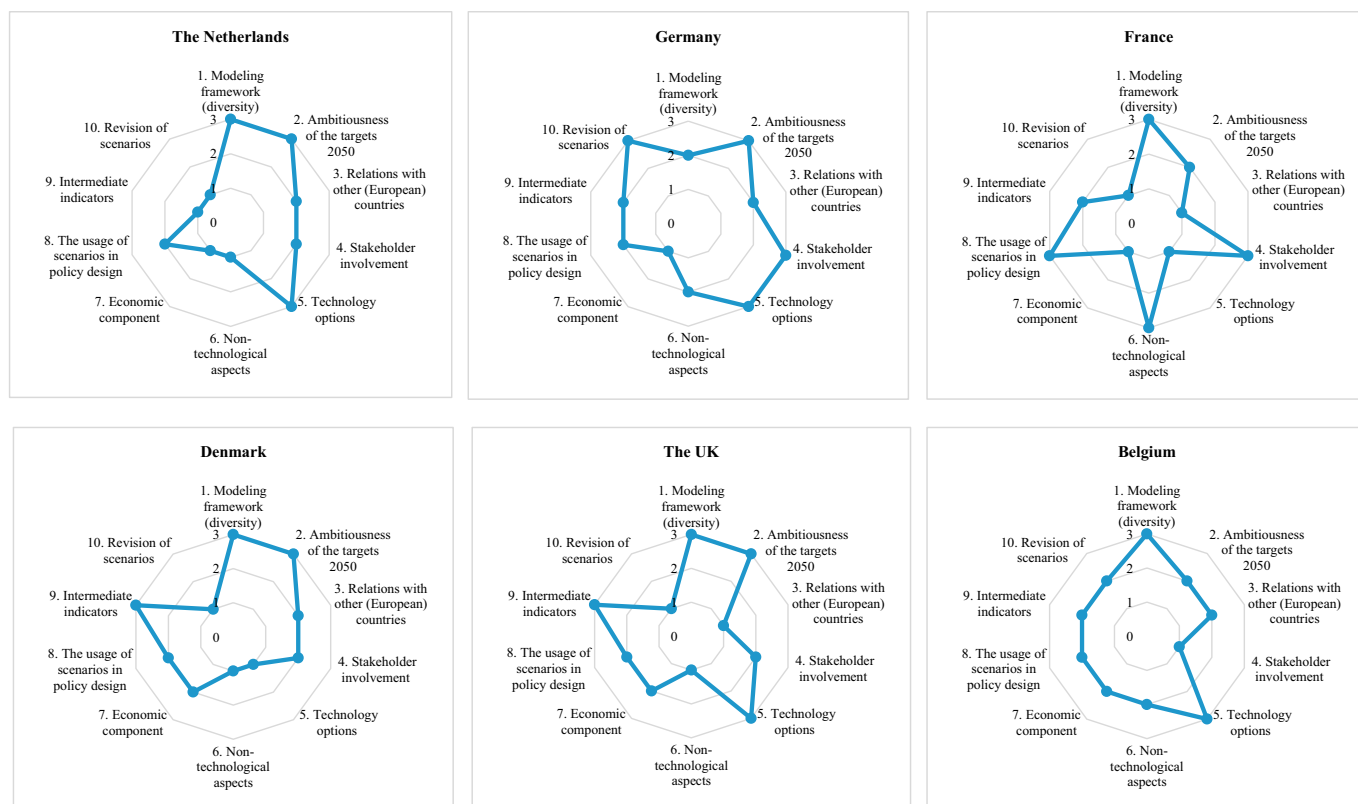 The Netherlands
1. Modeling
framework
(diversity)
2. Ambitiousness
of the targets
2050
3. Relations with
other (European)
countries
4. Stakeholder
involvement
5. Technology
options
6. Non-
technological
aspects
7. Economic
component
8. The usage of
scenarios in
policy design
9. Intermediate
indicators
10. Revision of
scenarios
3
2
1
0
Germany
1. Modeling
framework
(diversity)
2. Ambitiousness
of the targets
2050
3. Relations with
other (European)
countries
4. Stakeholder
involvement
5. Technology
options
6. Non-
technological
aspects
7. Economic
component
8. The usage of
scenarios in
policy design
9. Intermediate
indicators
10. Revision of
scenarios
3
2
1
0
France
1. Modeling
framework
(diversity)
2. Ambitiousness
of the targets
2050
3. Relations with
other (European)
countries
4. Stakeholder
involvement
5. Technology
options
6. Non-
technological
aspects
7. Economic
component
8. The usage of
scenarios in
policy design
9. Intermediate
indicators
10. Revision of
scenarios
3
2
1
0
Denmark
1. Modeling
framework
(diversity)
2. Ambitiousness
of the targets
2050
3. Relations with
other (European)
countries
4. Stakeholder
involvement
5. Technology
options
6. Non-
technological
aspects
7. Economic
component
8. The usage of
scenarios in
policy design
9. Intermediate
indicators
10. Revision of
scenarios
3
2
1
0
The UK
1. Modeling
framework
(diversity)
2. Ambitiousness
of the targets
2050
3. Relations with
other (European)
countries
4. Stakeholder
involvement
5. Technology
options
6. Non-
technological
aspects
7. Economic
component
8. The usage of
scenarios in
policy design
9. Intermediate
indicators
10. Revision of
scenarios
3
2
1
0
Belgium
1. Modeling
framework
(diversity)
2. Ambitiousness
of the targets
2050
3. Relations with
other (European)
countries
4. Stakeholder
involvement
5. Technology
options
6. Non-
technological
aspects
7. Economic
component
8. The usage of
scenarios in
policy design
9. Intermediate
indicators
10. Revision of
scenarios
3
2
1
0